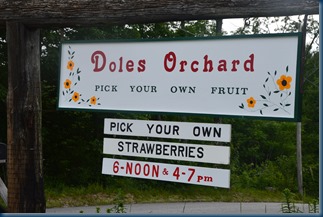 Doles Orchard
PICK YOUR OWN FRUIT
PICK YOUR OWN
STRAWBERRIES
6-NOON & 4-7pm